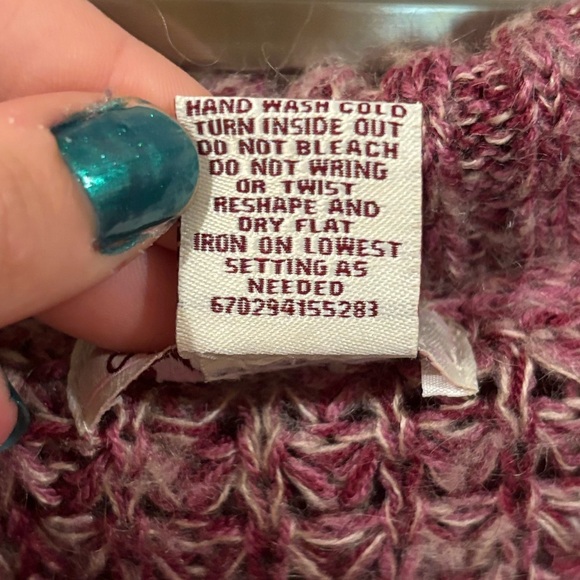 HAND WASH COLD
TURN INSIDE OUT
DO NOT BLEACH
DO NOT WRING
OR TWIST
RESHAPE AND
DRY FLAT
IRON ON LOWEST
SETTING AS
NEEDED
670294155283